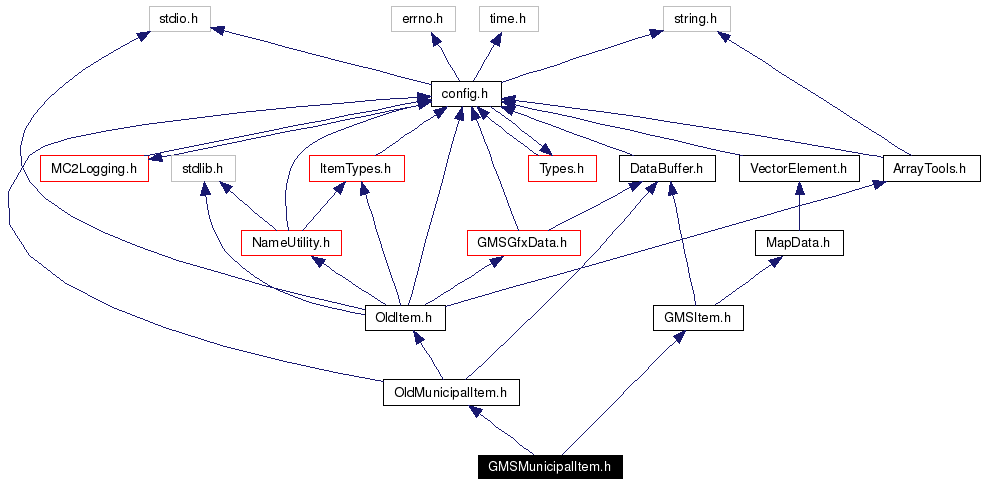 stdio.h
errno.h
time.h
string.h
config.h
MC2Logging.h
stdlib.h
ItemTypes.h
Types.h
DataBuffer.h
VectorElement.h
ArrayTools.h
NameUtility.h
GMSGfxData.h
MapData.h
OldItem.h
GMSItem.h
OldMunicipalItem.h
GMSMunicipalItem.h